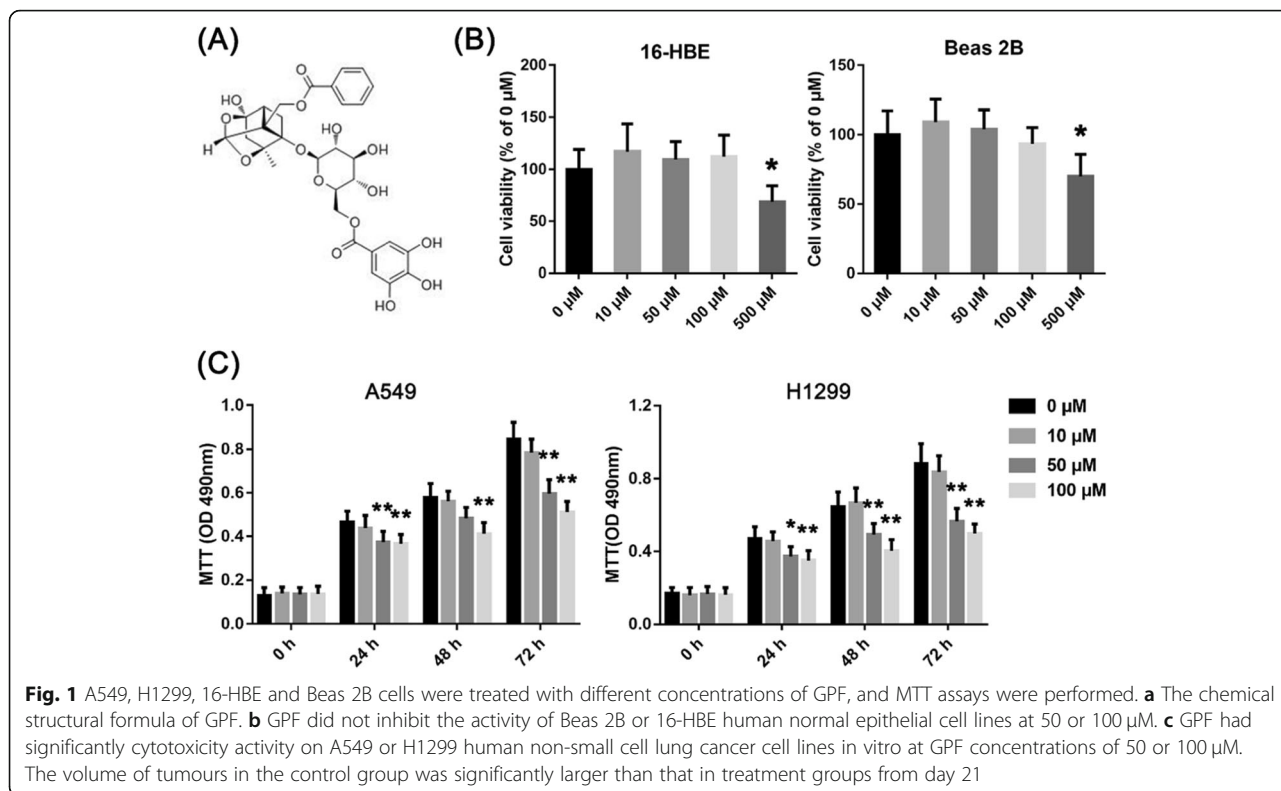 (A)
O
O
HO
O
H
O
O
HO
OH
O
OH
O
O
OH
OH
HO
(B)
16-HBE
Cell viability (% of 0 µM)
200
150
100
50
0
*
0 µM
10 µM
50 µM
100 µM
500 µM
Beas 2B
Cell viability (% of 0 µM)
150
100
50
0
*
0 µM
10 µM
50 µM
100 µM
500 µM
(C)
A549
MTT (OD 490nm)
1.0
0.8
0.6
0.4
0.2
0.0
** ** ** ** **
0 h
24 h
48 h
72 h
H1299
MTT(OD 490nm)
1.2
0.8
0.4
0.0
* ** ** ** ** **
0 h
24 h
48 h
72 h
0 µM
10 µM
50 µM
100 µM
Fig. 1 A549, H1299, 16-HBE and Beas 2B cells were treated with different concentrations of GPF, and MTT assays were performed. a The chemical
structural formula of GPF. b GPF did not inhibit the activity of Beas 2B or 16-HBE human normal epithelial cell lines at 50 or 100 µM. c GPF had
significantly cytotoxicity activity on A549 or H1299 human non-small cell lung cancer cell lines in vitro at GPF concentrations of 50 or 100 µM.
The volume of tumours in the control group was significantly larger than that in treatment groups from day 21